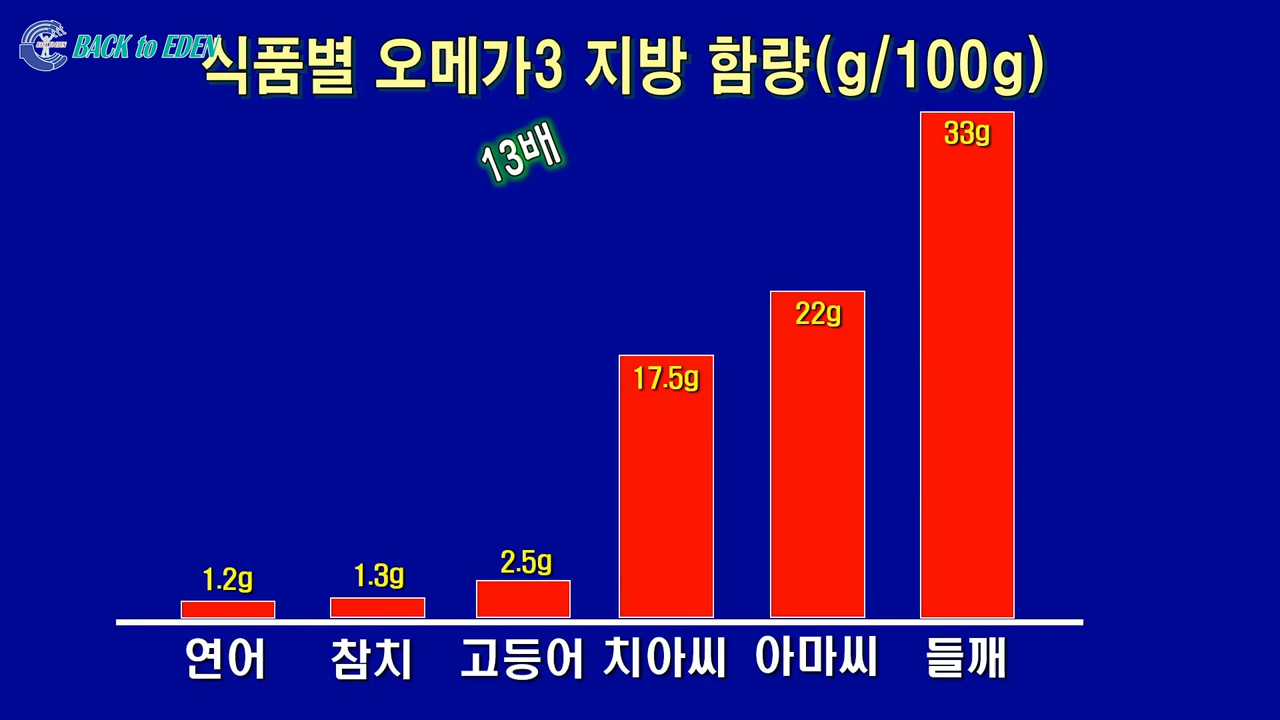 BACK to EDEN
식품별 오메가3 지방 함량(g/100g)
13배
33g
22g
17.5g
2.5g
1.3g
1.2g
연어 참치 고등어 치아씨 아마씨 들깨